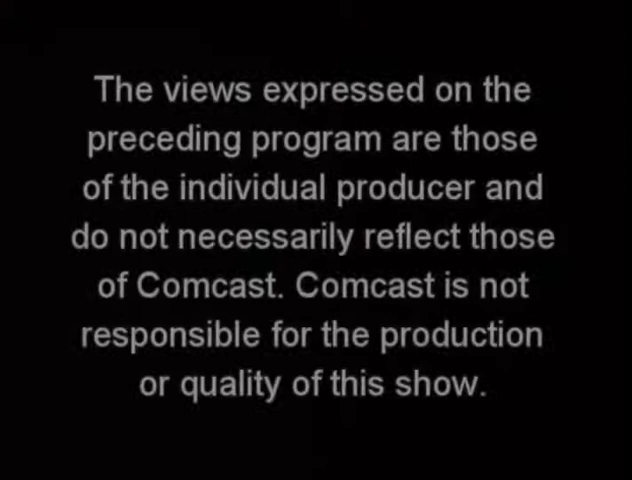 The views expressed on the
preceding program are those
of the individual producer and
do not necessarily reflect those
of Comcast. Comcast is not
responsible for the production
or quality of this show.